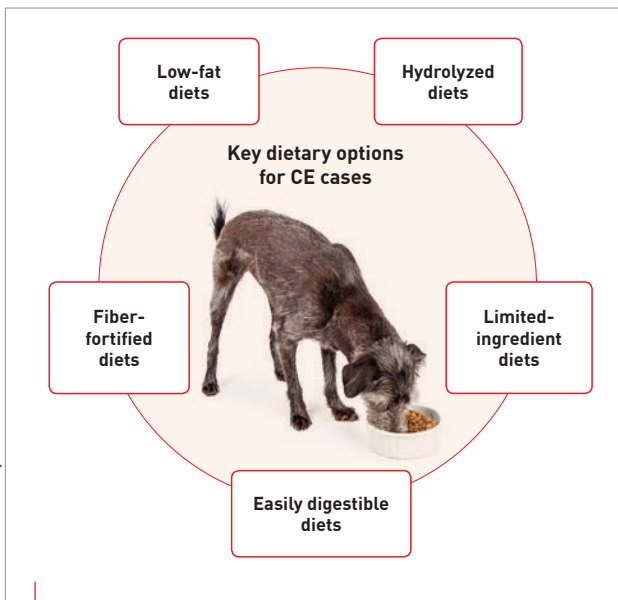 Low-fat
diets
Hydrolyzed
diets
Key dietary options
for CE cases
Fiber-
fortified
diets
Limited-
ingredient
diets
Easily digestible
diets